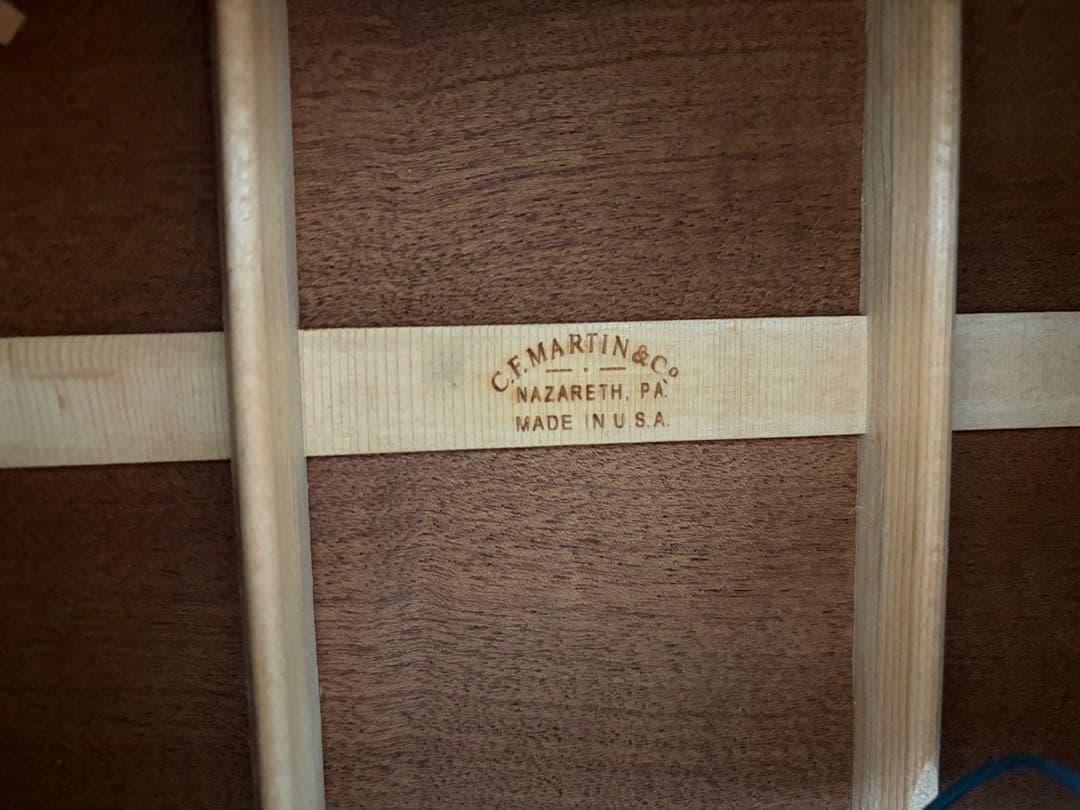 C.F. MARTIN & Co
NAZARETH, PA.
MADE IN U.S.A.